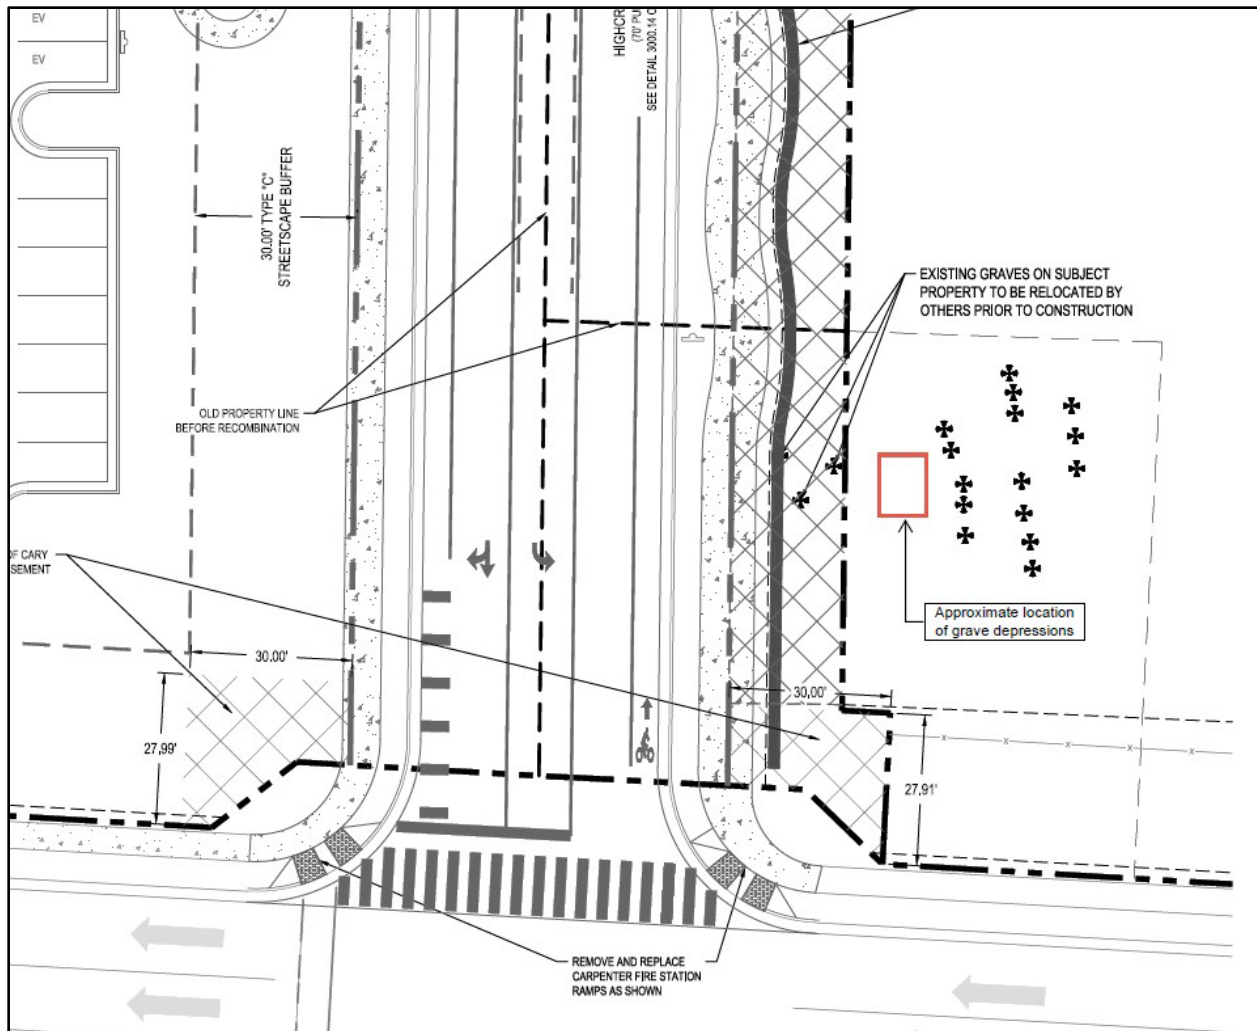 EV
EV
HIGHCR
(70' PU
SEE DETAIL 3000.14 C
30.00' TYPE "C"
STREETSCAPE BUFFER
EXISTING GRAVES ON SUBJECT
PROPERTY TO BE RELOCATED BY
OTHERS PRIOR TO CONSTRUCTION
OLD PROPERTY LINE
BEFORE RECOMBINATION
OF CARY
SEMENT
Approximate location
of grave depressions
30.00'
30.00'
27.99'
27.91'
x x x x x
REMOVE AND REPLACE
CARPENTER FIRE STATION
RAMPS AS SHOWN